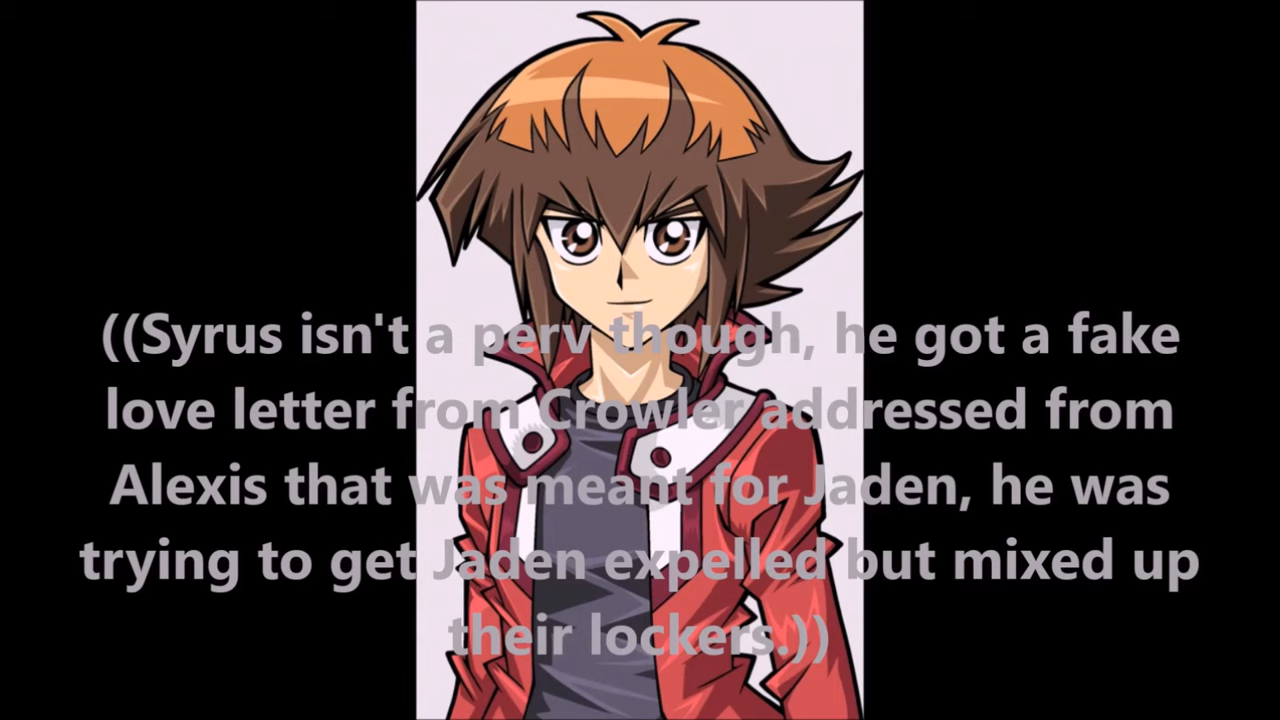 ((Syrus isn't a perv though, he got a fake
love letter from Crowler addressed from
Alexis that was meant for Jaden, he was
trying to get Jaden expelled but mixed up
their lockers.))